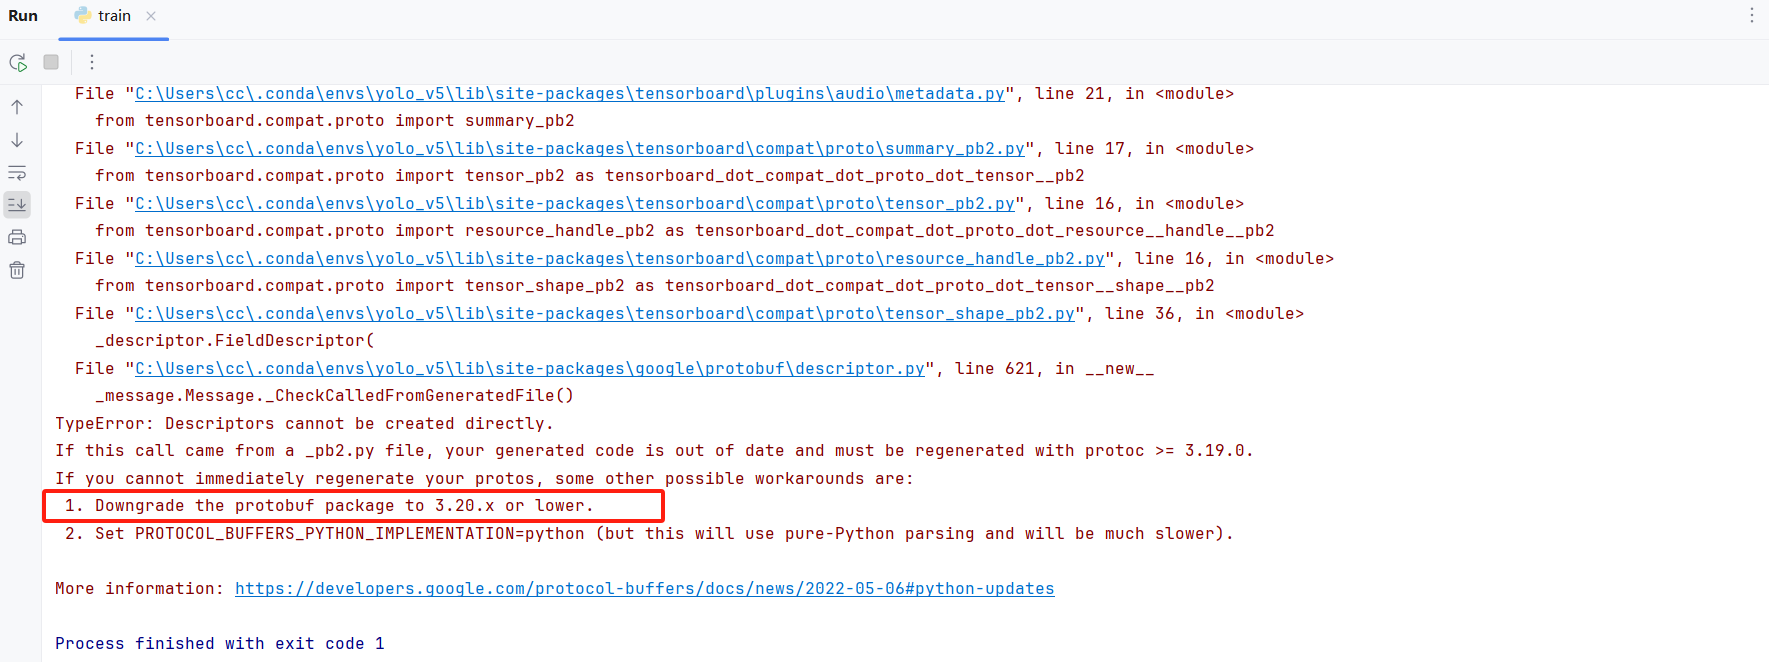 Run train
File "C:\Users\cc\.conda\envs\yolo_v5\lib\site-packages\tensorboard\plugins\audio\metadata.py", line 21, in <module>
from tensorboard.compat.proto import summary_pb2
File "C:\Users\cc\.conda\envs\yolo_v5\lib\site-packages\tensorboard\compat\proto\summary_pb2.py", line 17, in <module>
from tensorboard.compat.proto import tensor_pb2 as tensorboard_dot_compat_dot_proto_dot_tensor__pb2
File "C:\Users\cc\.conda\envs\yolo_v5\lib\site-packages\tensorboard\compat\proto\tensor_pb2.py", line 16, in <module>
from tensorboard.compat.proto import resource_handle_pb2 as tensorboard_dot_compat_dot_proto_dot_resource__handle__pb2
File "C:\Users\cc\.conda\envs\yolo_v5\lib\site-packages\tensorboard\compat\proto\resource_handle_pb2.py", line 16, in <module>
from tensorboard.compat.proto import tensor_shape_pb2 as tensorboard_dot_compat_dot_proto_dot_tensor__shape__pb2
File "C:\Users\cc\.conda\envs\yolo_v5\lib\site-packages\tensorboard\compat\proto\tensor_shape_pb2.py", line 36, in <module>
_descriptor.FieldDescriptor(
File "C:\Users\cc\.conda\envs\yolo_v5\lib\site-packages\google\protobuf\descriptor.py", line 621, in __new__
_message.Message._CheckCalledFromGeneratedFile()
TypeError: Descriptors cannot be created directly.
If this call came from a _pb2.py file, your generated code is out of date and must be regenerated with protoc >= 3.19.0.
If you cannot immediately regenerate your protos, some other possible workarounds are:
1. Downgrade the protobuf package to 3.20.x or lower.
2. Set PROTOCOL_BUFFERS_PYTHON_IMPLEMENTATION=python (but this will use pure-Python parsing and will be much slower).
More information: https://developers.google.com/protocol-buffers/docs/news/2022-05-06#python-updates
Process finished with exit code 1